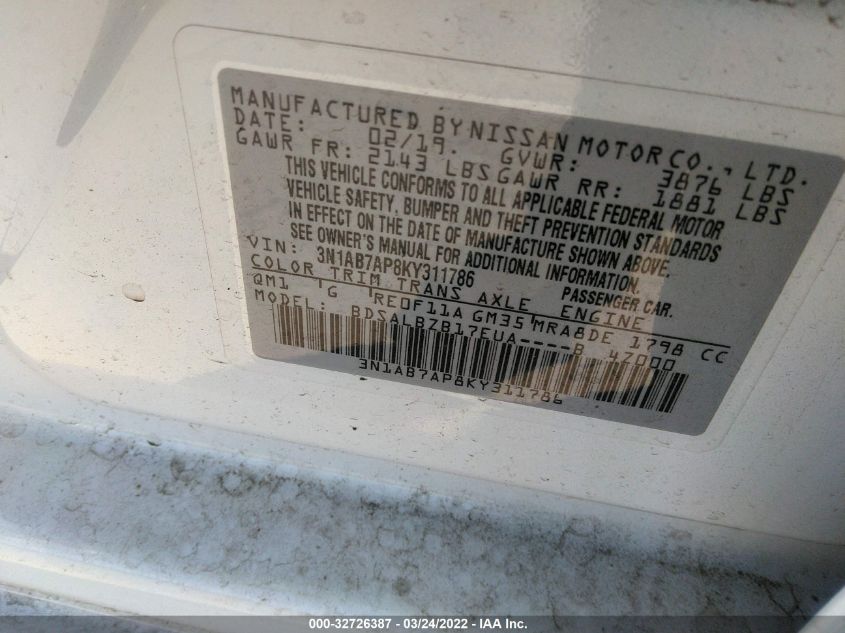 MANUFACTURED BY NISSAN MOTOR CO., LTD.
DATE: 02/19. GVWR: 3876 LBS
GAWR FR: 2143 LBS GAWR RR: 1881 LBS
THIS VEHICLE CONFORMS TO ALL APPLICABLE FEDERAL MOTOR
VEHICLE SAFETY, BUMPER AND THEFT PREVENTION STANDARDS
IN EFFECT ON THE DATE OF MANUFACTURE SHOWN ABOVE.
SEE OWNER'S MANUAL FOR ADDITIONAL INFORMATION.
VIN: 3N1AB7AP8KY311786 PASSENGER CAR.
COLOR TRIM TRANS AXLE ENGINE
QM1 G RE0F11A GM35 MRA8DE 1798 CC
MODEL: BDSALBZB17EUA----B 4Z000
3N1AB7AP8KY311786
000-32726387 - 03/24/2022 - IAA Inc.